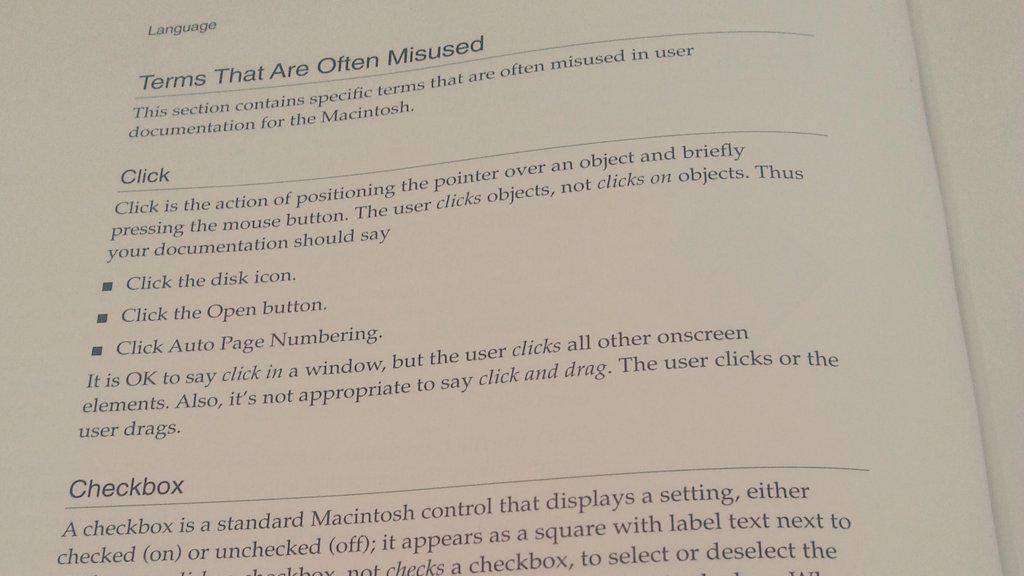 Language
Terms That Are Often Misused
This section contains specific terms that are often misused in user
documentation for the Macintosh.
Click
Click is the action of positioning the pointer over an object and briefly
pressing the mouse button. The user clicks objects, not clicks on objects. Thus
your documentation should say
■ Click the disk icon.
■ Click the Open button.
■ Click Auto Page Numbering.
It is OK to say click in a window, but the user clicks all other onscreen
elements. Also, it's not appropriate to say click and drag. The user clicks or the
user drags.
Checkbox
A checkbox is a standard Macintosh control that displays a setting, either
checked (on) or unchecked (off); it appears as a square with label text next to
checkbox, not checks a checkbox, to select or deselect the